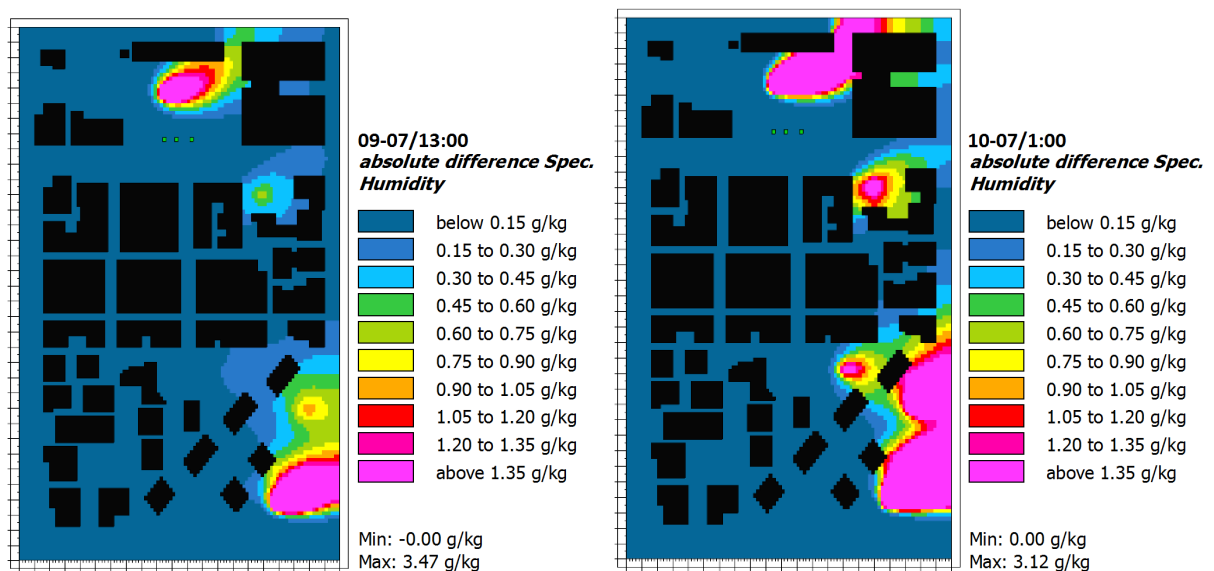 09-07/13:00
absolute difference Spec.
Humidity
below 0.15 g/kg
0.15 to 0.30 g/kg
0.30 to 0.45 g/kg
0.45 to 0.60 g/kg
0.60 to 0.75 g/kg
0.75 to 0.90 g/kg
0.90 to 1.05 g/kg
1.05 to 1.20 g/kg
1.20 to 1.35 g/kg
above 1.35 g/kg
Min: -0.00 g/kg
Max: 3.47 g/kg
10-07/1:00
absolute difference Spec.
Humidity
below 0.15 g/kg
0.15 to 0.30 g/kg
0.30 to 0.45 g/kg
0.45 to 0.60 g/kg
0.60 to 0.75 g/kg
0.75 to 0.90 g/kg
0.90 to 1.05 g/kg
1.05 to 1.20 g/kg
1.20 to 1.35 g/kg
above 1.35 g/kg
Min: 0.00 g/kg
Max: 3.12 g/kg